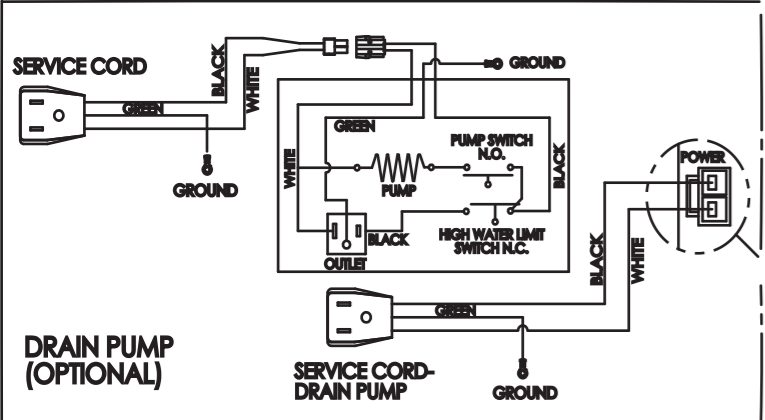 SERVICE CORD
BLACK
WHITE
GREEN
GROUND
GROUND
GREEN
WHITE
PUMP SWITCH
N.O.
PUMP
BLACK
BLACK
HIGH WATER LIMIT
SWITCH N.C.
OUTLET
POWER
BLACK
WHITE
GREEN
DRAIN PUMP
(OPTIONAL)
SERVICE CORD-
DRAIN PUMP
GROUND